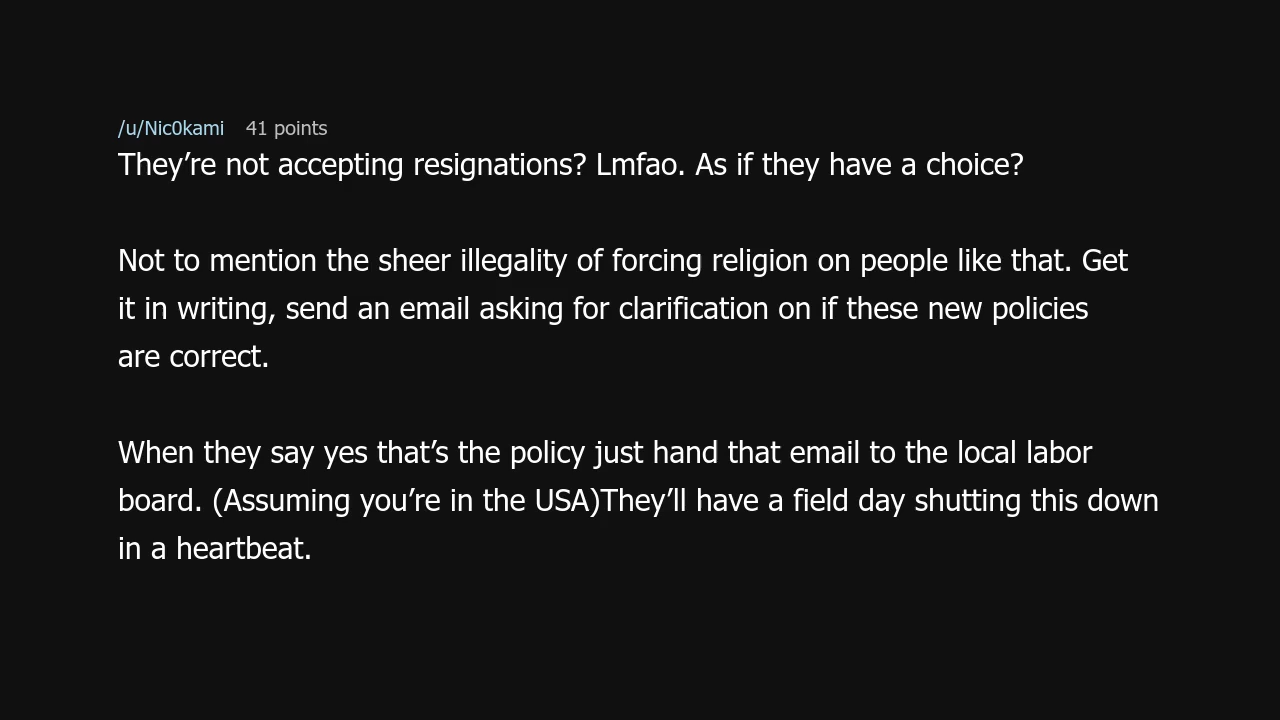 /u/Nic0kami 41 points
They’re not accepting resignations? Lmfao. As if they have a choice?
Not to mention the sheer illegality of forcing religion on people like that. Get
it in writing, send an email asking for clarification on if these new policies
are correct.
When they say yes that’s the policy just hand that email to the local labor
board. (Assuming you’re in the USA)They’ll have a field day shutting this down
in a heartbeat.